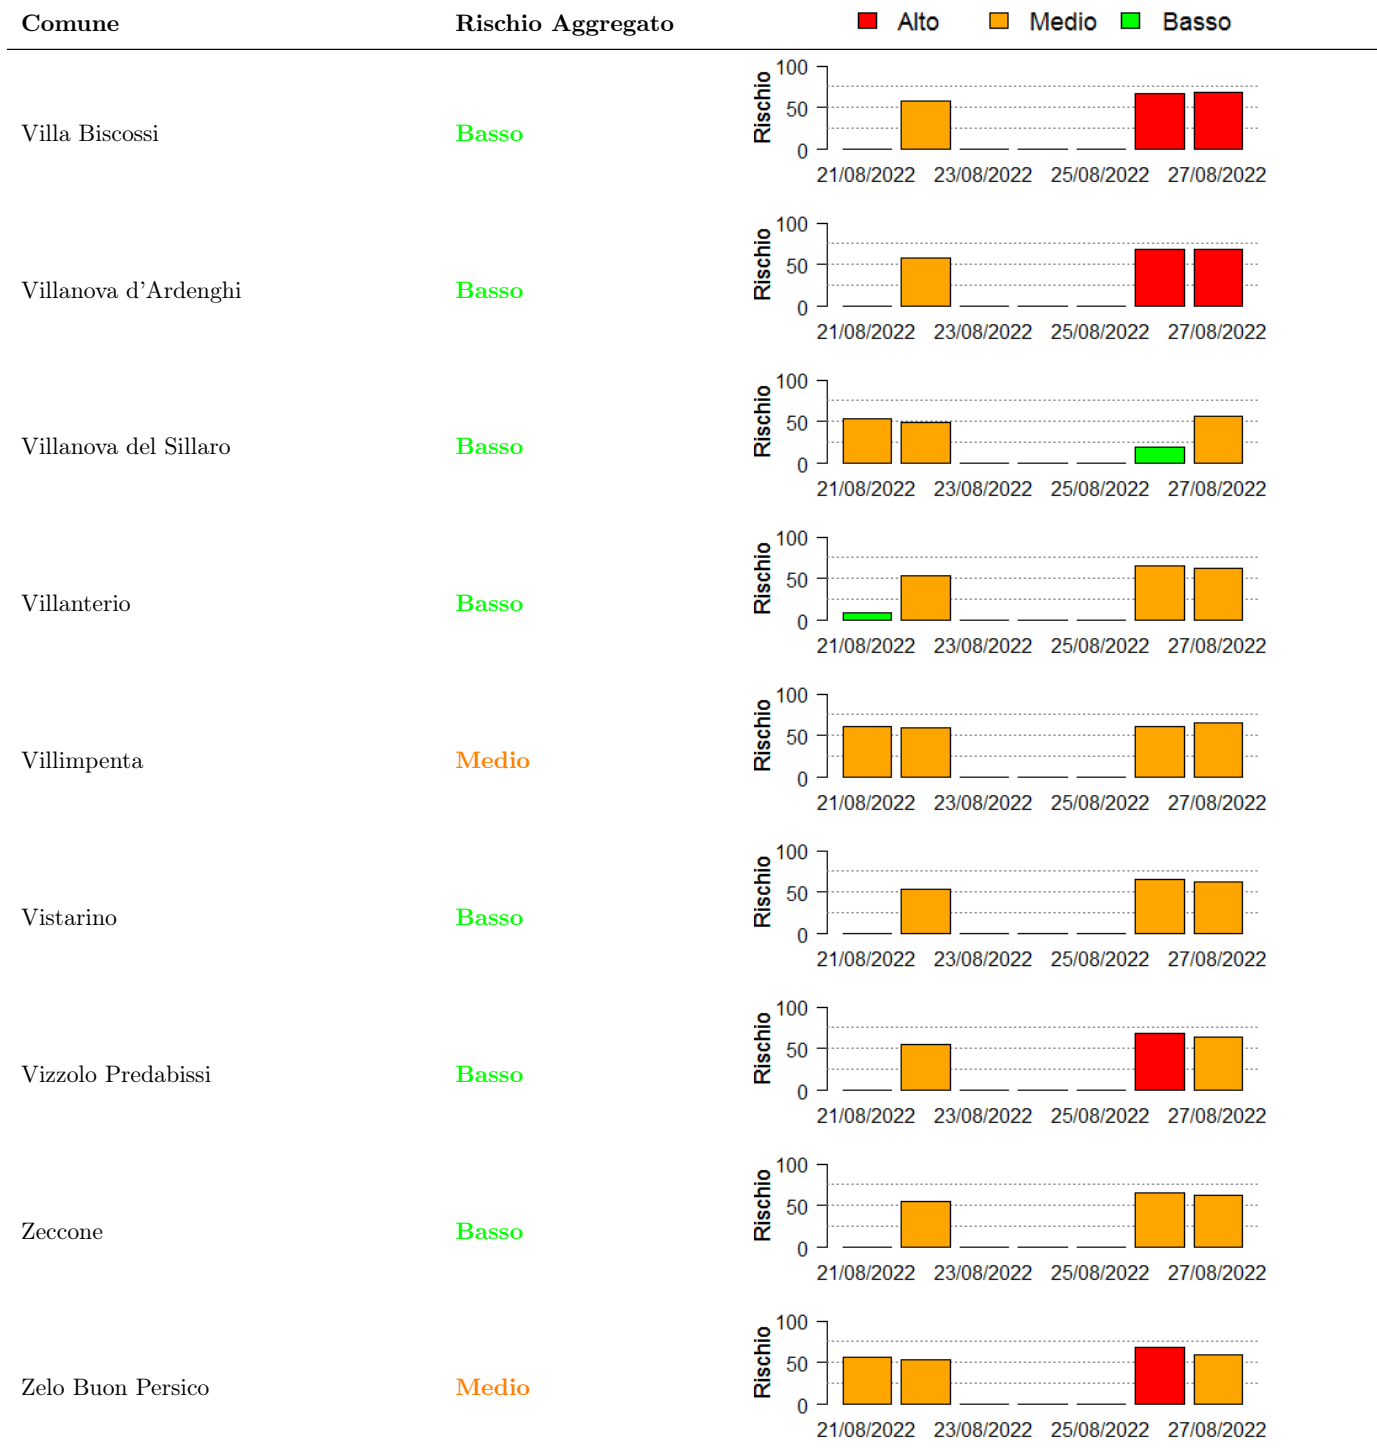 Comune Rischio Aggregato Alto Medio Basso
100
50
0
Rischio
Villa Biscossi Basso
21/08/2022 23/08/2022 25/08/2022 27/08/2022
100
50
0
Rischio
Villanova d'Ardenghi Basso
21/08/2022 23/08/2022 25/08/2022 27/08/2022
100
50
0
Rischio
Villanova del Sillaro Basso
21/08/2022 23/08/2022 25/08/2022 27/08/2022
100
50
0
Rischio
Villanterio Basso
21/08/2022 23/08/2022 25/08/2022 27/08/2022
100
50
0
Rischio
Villimpenta Medio
21/08/2022 23/08/2022 25/08/2022 27/08/2022
100
50
0
Rischio
Vistarino Basso
21/08/2022 23/08/2022 25/08/2022 27/08/2022
100
50
0
Rischio
Vizzolo Predabissi Basso
21/08/2022 23/08/2022 25/08/2022 27/08/2022
100
50
0
Rischio
Zeccone Basso
21/08/2022 23/08/2022 25/08/2022 27/08/2022
100
50
0
Rischio
Zelo Buon Persico Medio
21/08/2022 23/08/2022 25/08/2022 27/08/2022